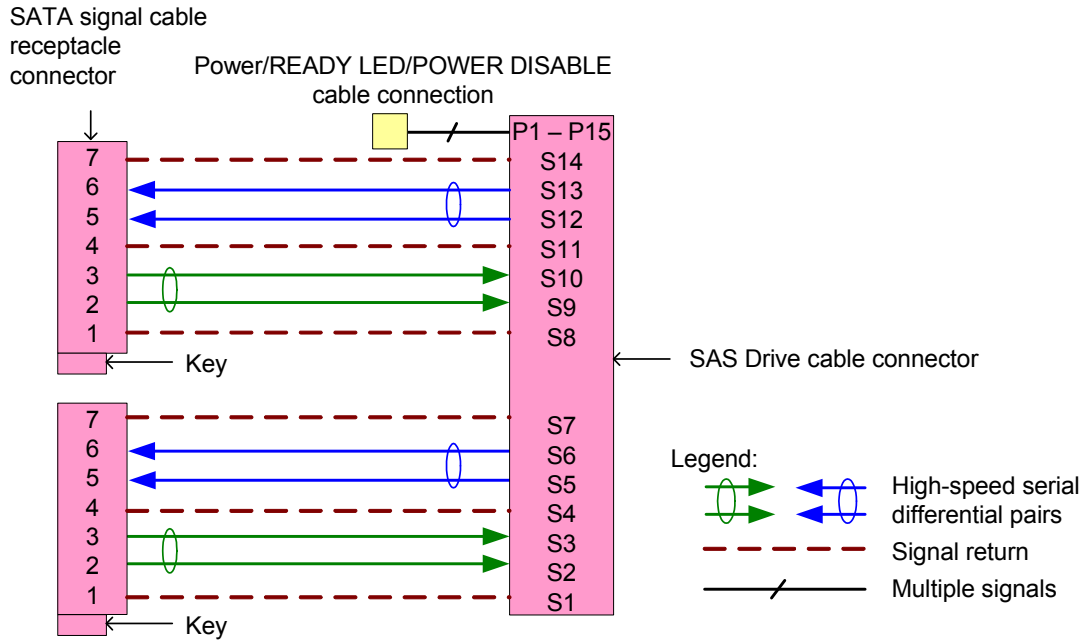 SATA signal cable
receptacle
connector
Power/READY LED/POWER DISABLE
cable connection
P1 – P15
7
S14
6
S13
5
S12
4
S11
3
S10
2
S9
1
S8
Key
SAS Drive cable connector
7
S7
6
S6
5
S5
4
S4
3
S3
2
S2
1
S1
Key
Legend:
High-speed serial
differential pairs
Signal return
Multiple signals